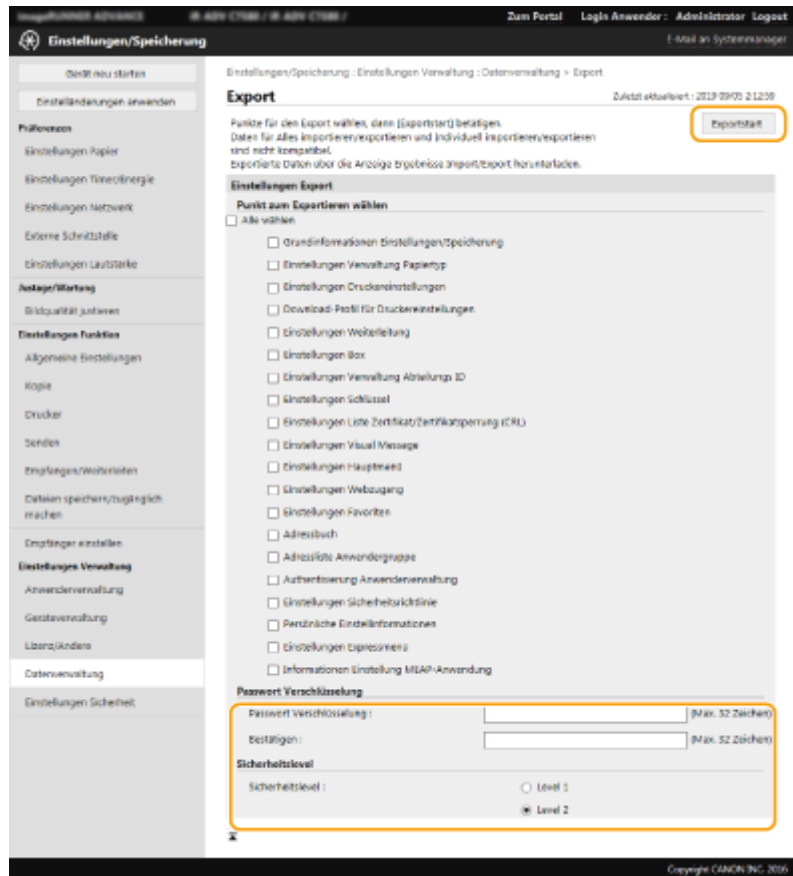 Zum Portal Login Anwender : Administrator Logout
Einstellungen/Speicherung
E-Mail an Systemmanager
Gerät neu starten
Einstelländerungen anwenden
Präferenzen
Einstellungen Papier
Einstellungen Timer/Energie
Einstellungen Netzwerk
Externe Schnittstelle
Einstellungen Lautstärke
Justage/Wartung
Bildqualität justieren
Einstellungen Funktion
Allgemeine Einstellungen
Kopie
Drucker
Senden
Empfangen/Weiterleiten
Dateien speichern/zugänglich
machen
Empfänger einstellen
Einstellungen Verwaltung
Anwenderverwaltung
Geräteverwaltung
Lizenz/Andere
Datenverwaltung
Einstellungen Sicherheit
Einstellungen/Speicherung : Einstellungen Verwaltung : Datenverwaltung > Export
Export
Zuletzt aktualisiert : 2019 09/05 2:12:59
Punkte für den Export wählen, dann [Exportstart] betätigen.
Daten für Alles importieren/exportieren und Individuell importieren/exportieren
sind nicht kompatibel.
Exportierte Daten über die Anzeige Ergebnisse Import/Export herunterladen.
Exportstart
Einstellungen Export
Punkt zum Exportieren wählen
Alle wählen
Grundinformationen Einstellungen/Speicherung
Einstellungen Verwaltung Papiertyp
Einstellungen Druckereinstellungen
Download-Profil für Druckereinstellungen
Einstellungen Weiterleitung
Einstellungen Box
Einstellungen Verwaltung Abteilungs ID
Einstellungen Schlüssel
Einstellungen Liste Zertifikat/Zertifikatsperrung (CRL)
Einstellungen Visual Message
Einstellungen Hauptmenü
Einstellungen Webzugang
Einstellungen Favoriten
Adressbuch
Adressliste Anwendergruppe
Authentisierung Anwenderverwaltung
Einstellungen Sicherheitsrichtlinie
Persönliche Einstellinformationen
Einstellungen Expressmenü
Informationen Einstellung MEAP-Anwendung
Passwort Verschlüsselung
Passwort Verschlüsselung : (Max. 32 Zeichen)
Bestätigen : (Max. 32 Zeichen)
Sicherheitslevel
Sicherheitslevel : Level 1
Level 2
Copyright CANON INC. 2016